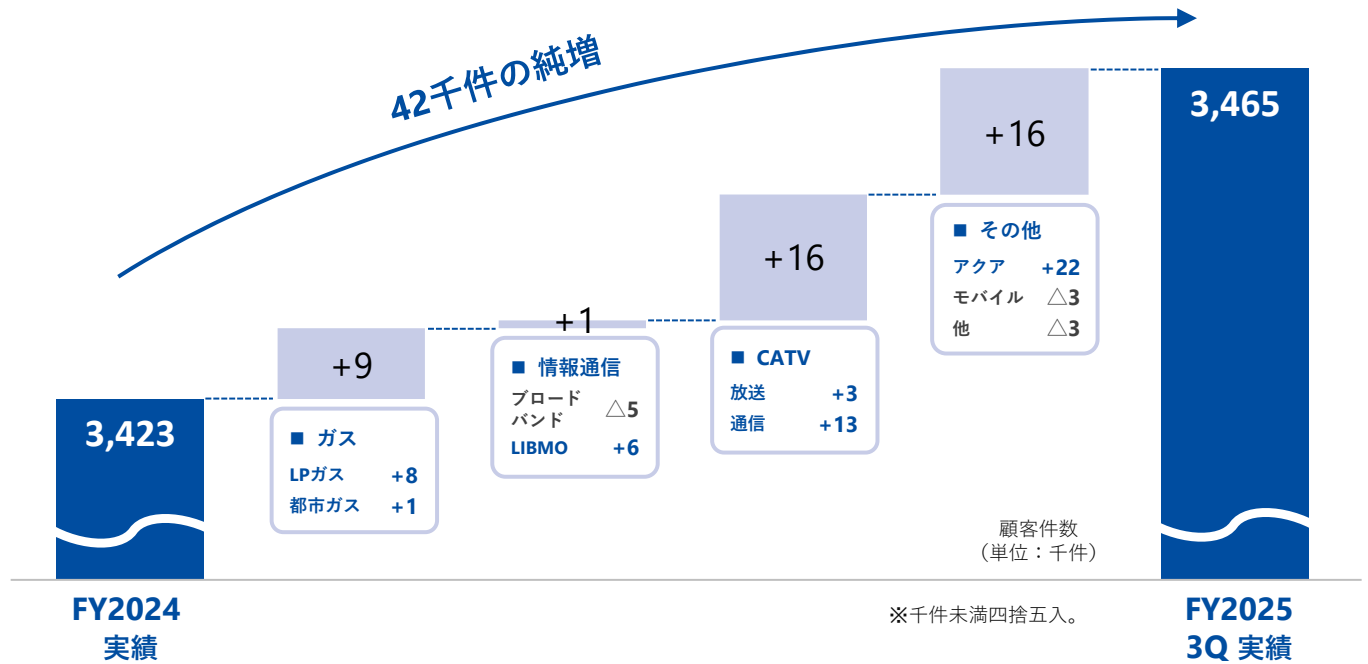 42千件の純増
3,423
+9
■ ガス
LPガス +8
都市ガス +1
+1
■ 情報通信
ブロード
バンド △5
LIBMO +6
+16
■ CATV
放送 +3
通信 +13
+16
■ その他
アクア +22
モバイル △3
他 △3
3,465
顧客件数
（単位：千件）
※千件未満四捨五入。
FY2024
実績
FY2025
3Q 実績